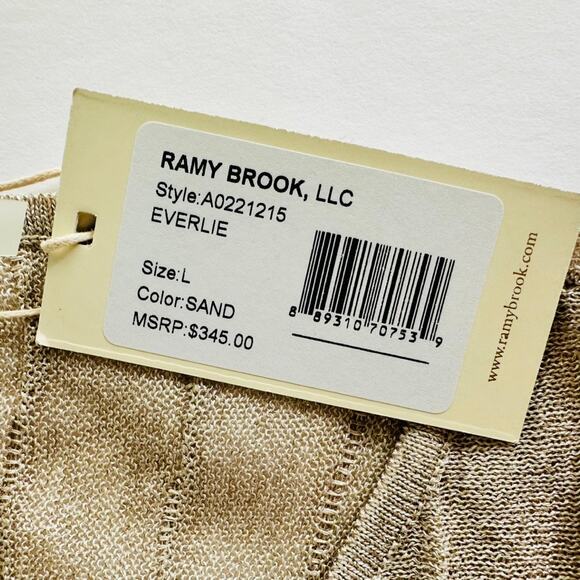 RAMY BROOK, LLC
Style:A0221215
EVERLIE
Size:L
Color:SAND
MSRP:$345.00
8 89310 70753 9
www.ramybrook.com